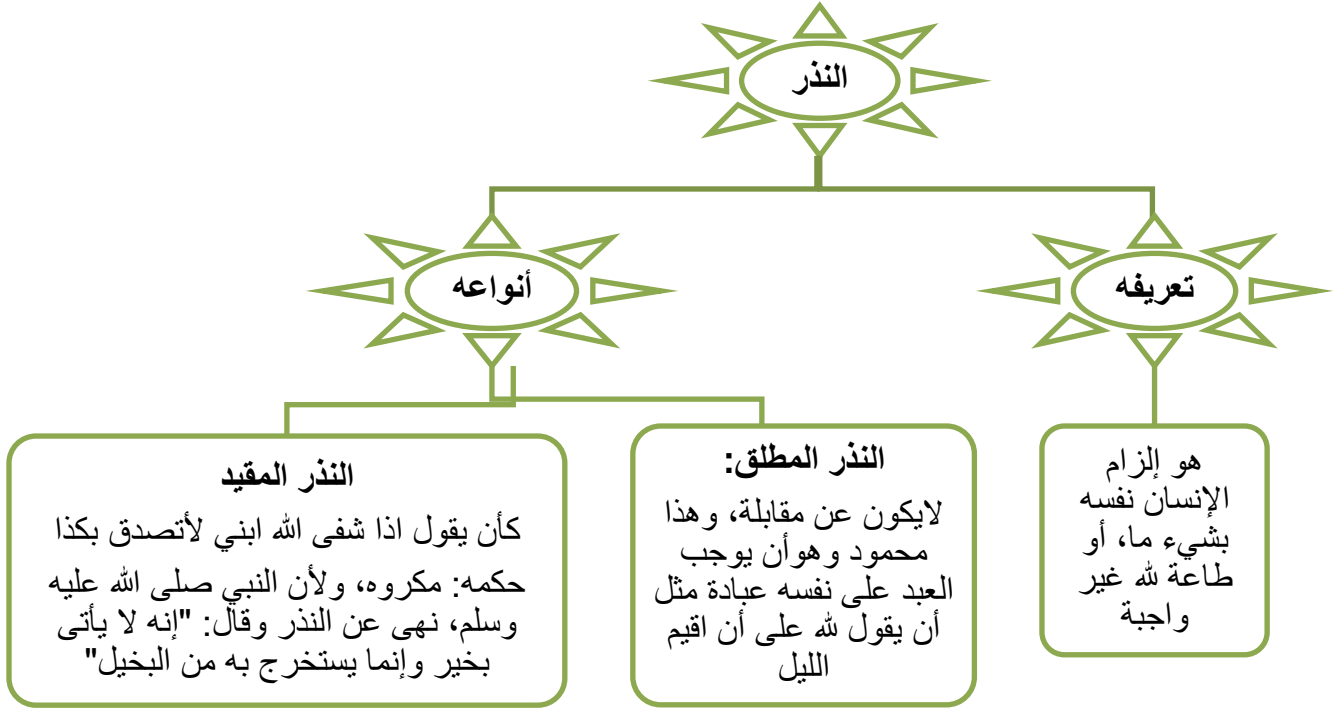 النذر
تعريفه
أنواعه
هو إلزام
الإنسان نفسه
بشيء ما، أو
طاعة لله غير
واجبة
النذر المطلق:
لايكون عن مقابلة، وهذا
محمود وهوأن يوجب
العبد على نفسه عبادة مثل
أن يقول لله على أن اقيم
الليل
النذر المقيد
كأن يقول اذا شفى الله ابني لأتصدق بكذا
حكمه: مكروه، ولأن النبي صلى الله عليه
وسلم، نهى عن النذر وقال: "إنه لا يأتى
بخير وإنما يستخرج به من البخيل"